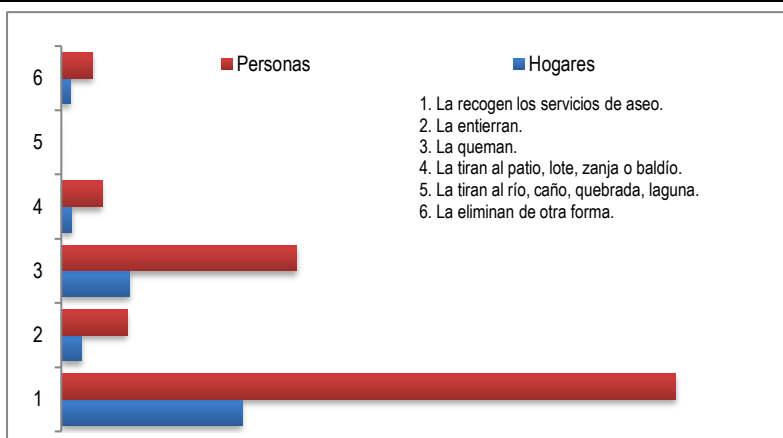 Personas
Hogares
1. La recogen los servicios de aseo.
2. La entierran.
3. La queman.
4. La tiran al patio, lote, zanja o baldío.
5. La tiran al río, caño, quebrada, laguna.
6. La eliminan de otra forma.
6
5
4
3
2
1